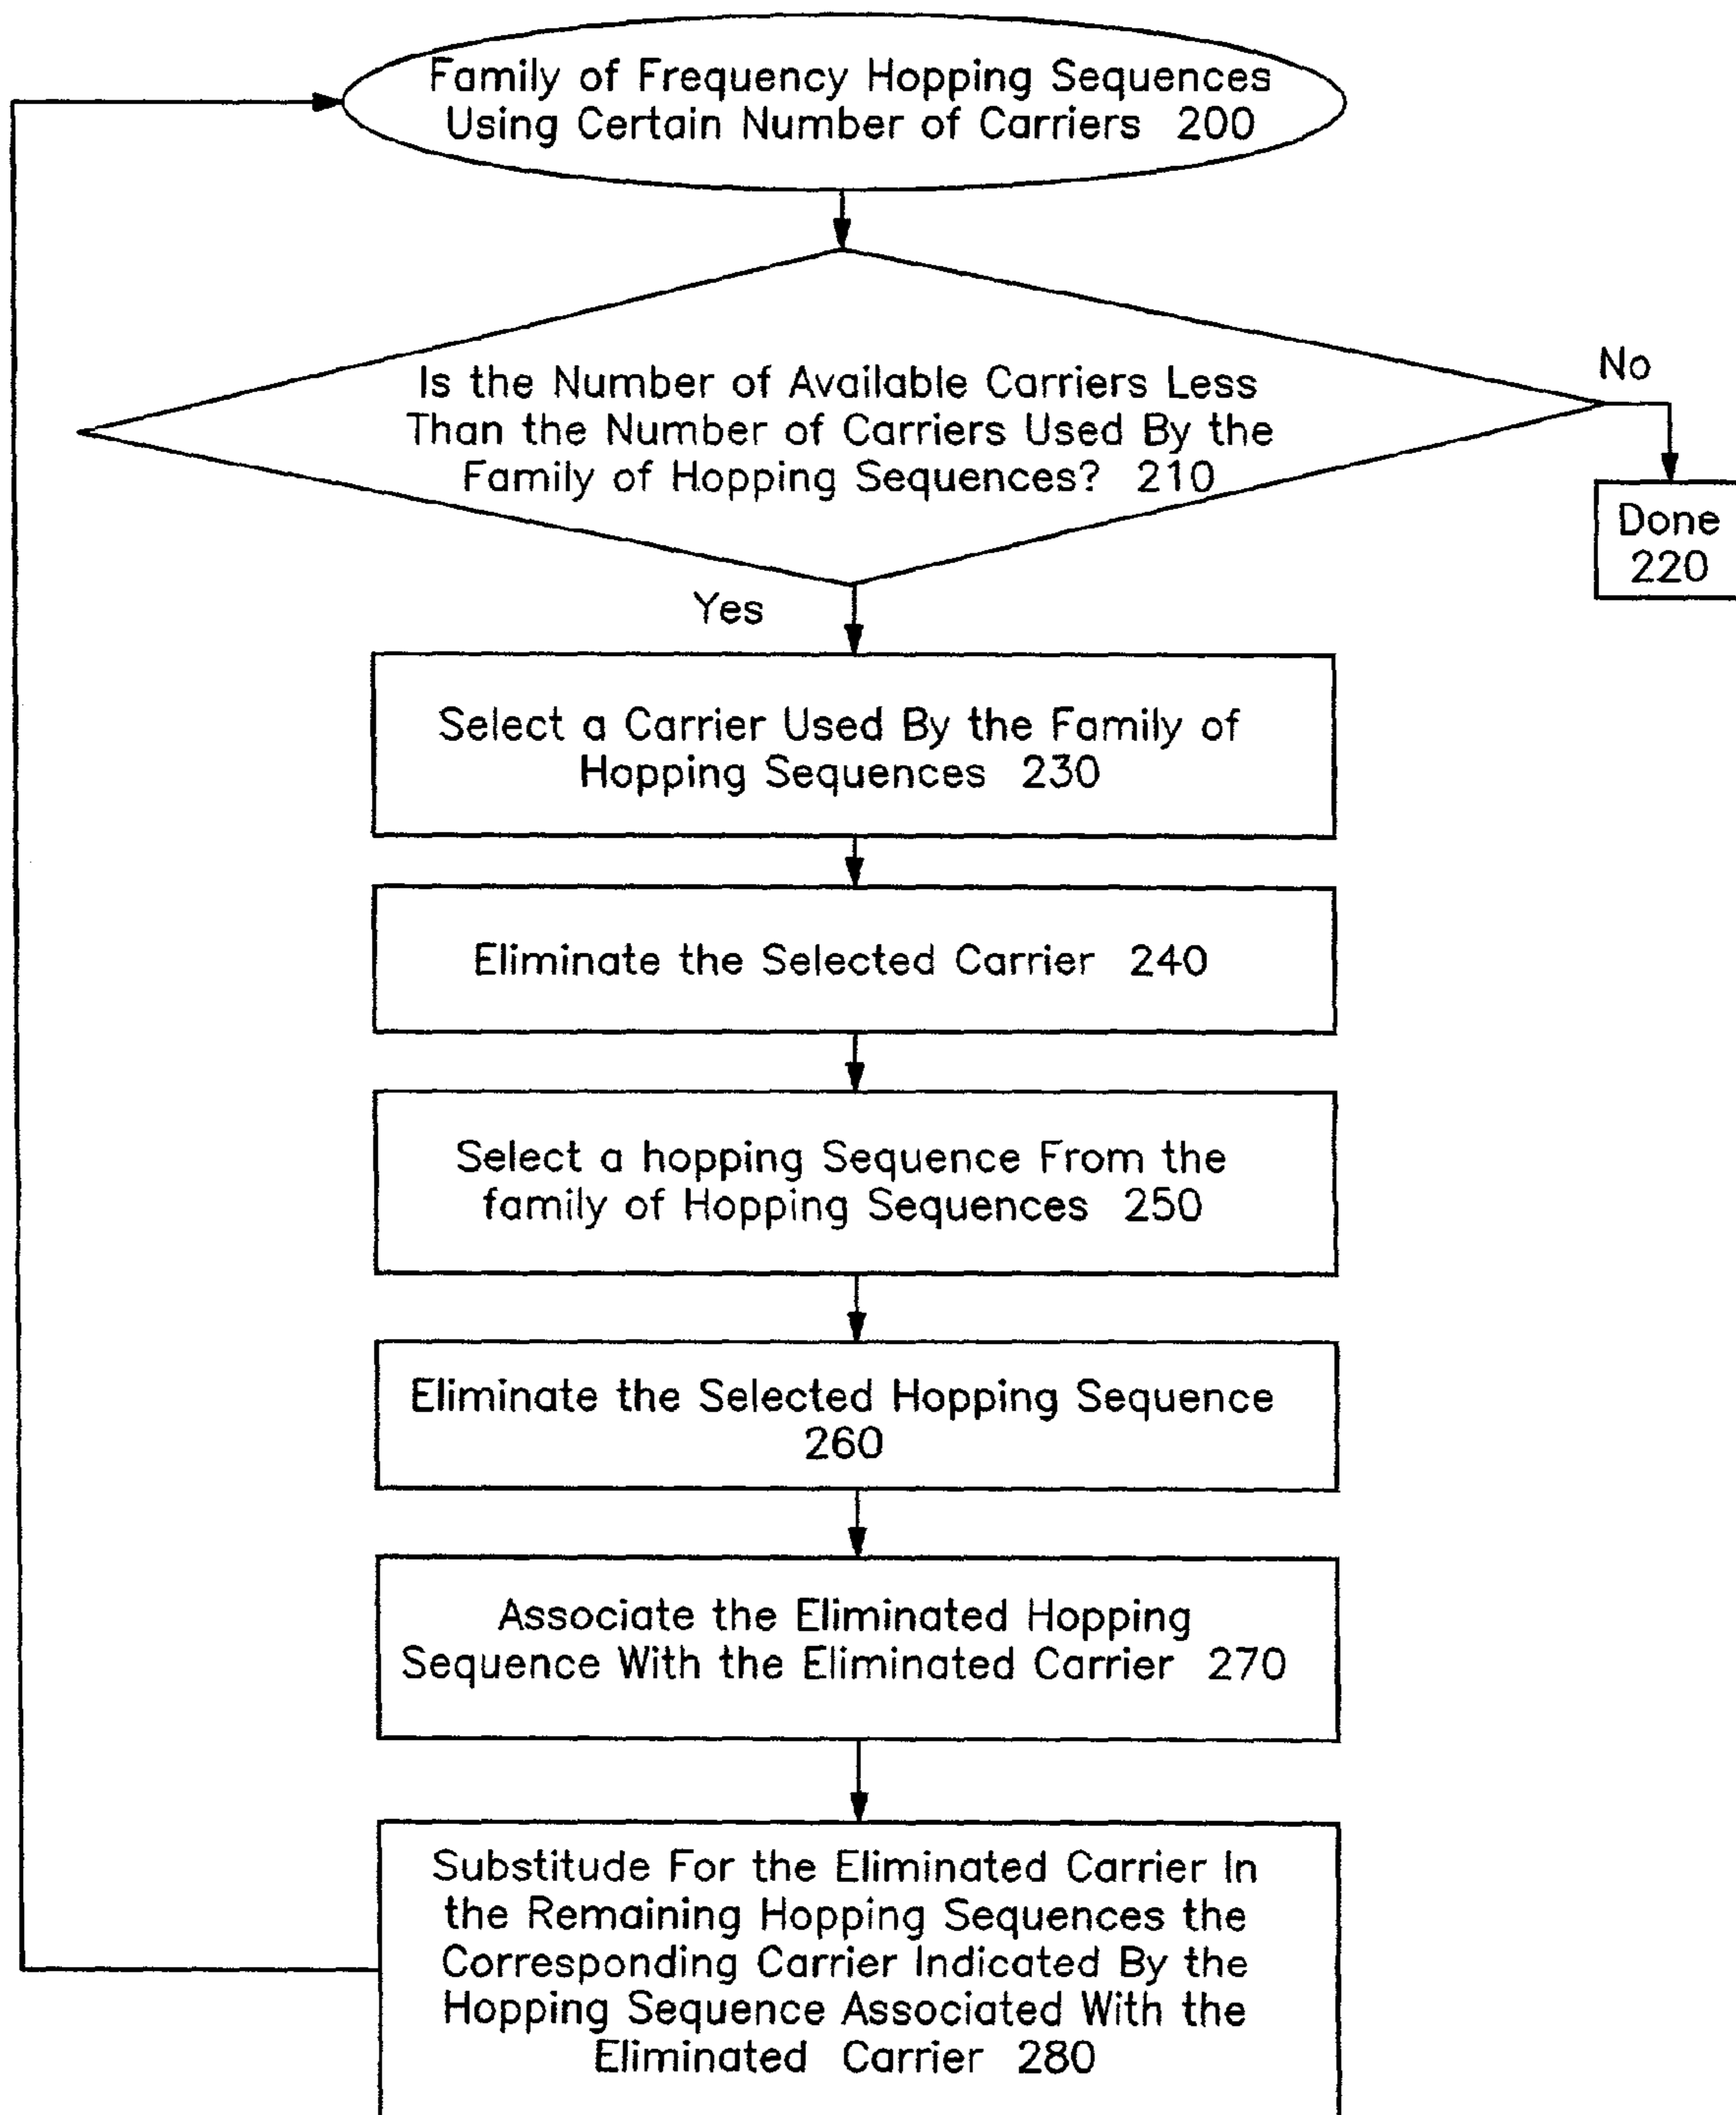 Family of Frequency Hopping Sequences
Using Certain Number of Carriers 200
Is the Number of Available Carriers Less
Than the Number of Carriers Used By the
Family of Hopping Sequences? 210
No
Done
220
Yes
Select a Carrier Used By the Family of
Hopping Sequences 230
Eliminate the Selected Carrier 240
Select a hopping Sequence From the
family of Hopping Sequences 250
Eliminate the Selected Hopping Sequence
260
Associate the Eliminated Hopping
Sequence With the Eliminated Carrier 270
Substitude For the Eliminated Carrier In
the Remaining Hopping Sequences the
Corresponding Carrier Indicated By the
Hopping Sequence Associated With the
Eliminated Carrier 280